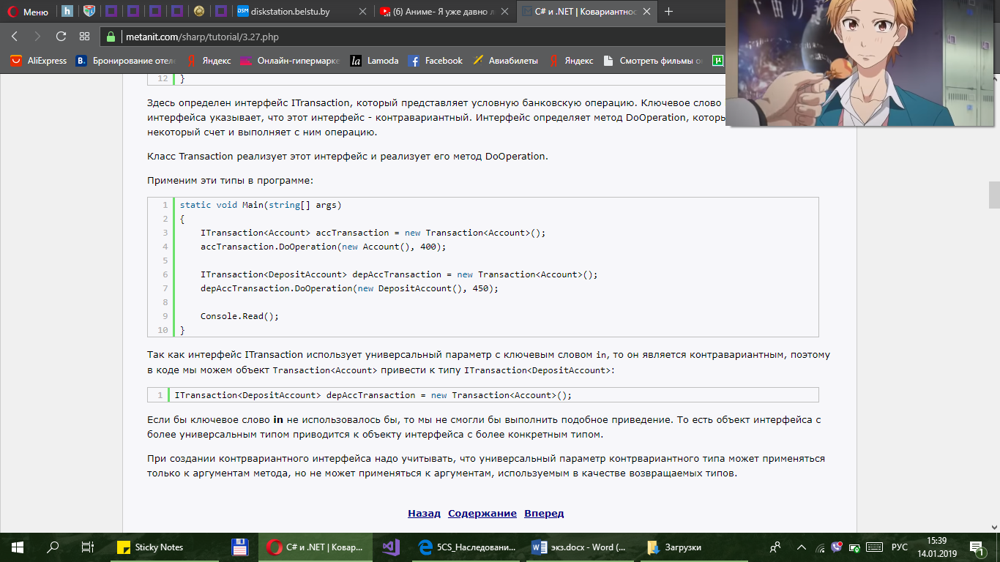 Меню
diskstation.belstu.by
(6) Аниме- Я уже давно л
C# и .NET | Ковариантнос
metanit.com/sharp/tutorial/3.27.php
AliExpress
B. Бронирование отеле
Яндекс
Онлайн-гипермарке
la Lamoda
Facebook
Авиабилеты
Яндекс
Смотреть фильмы о
12 }
Здесь определен интерфейс ITransaction, который представляет условную банковскую операцию. Ключевое слово
интерфейса указывает, что этот интерфейс - контравариантный. Интерфейс определяет метод DoOperation, которы
некоторый счет и выполняет с ним операцию.
Класс Transaction реализует этот интерфейс и реализует его метод DoOperation.
Применим эти типы в программе:
1 static void Main(string[] args)
2 {
3 ITransaction<Account> accTransaction = new Transaction<Account>();
4 accTransaction.DoOperation(new Account(), 400);
5
6 ITransaction<DepositAccount> depAccTransaction = new Transaction<Account>();
7 depAccTransaction.DoOperation(new DepositAccount(), 450);
8
9 Console.Read();
10 }
Так как интерфейс ITransaction использует универсальный параметр с ключевым словом in, то он является контравариантным, поэтому
в коде мы можем объект Transaction<Account> привести к типу ITransaction<DepositAccount>:
1 ITransaction<DepositAccount> depAccTransaction = new Transaction<Account>();
Если бы ключевое слово in не использовалось бы, то мы не смогли бы выполнить подобное приведение. То есть объект интерфейса с
более универсальным типом приводится к объекту интерфейса с более конкретным типом.
При создании контрвариантного интерфейса надо учитывать, что универсальный параметр контрвариантного типа может применяться
только к аргументам метода, но не может применяться к аргументам, используемым в качестве возвращаемых типов.
Назад Содержание Вперед
Sticky Notes
C# и .NET | Ковар...
5CS_Наследовани...
экз.docx - Word (...
Загрузки
РУС
15:39
14.01.2019
1